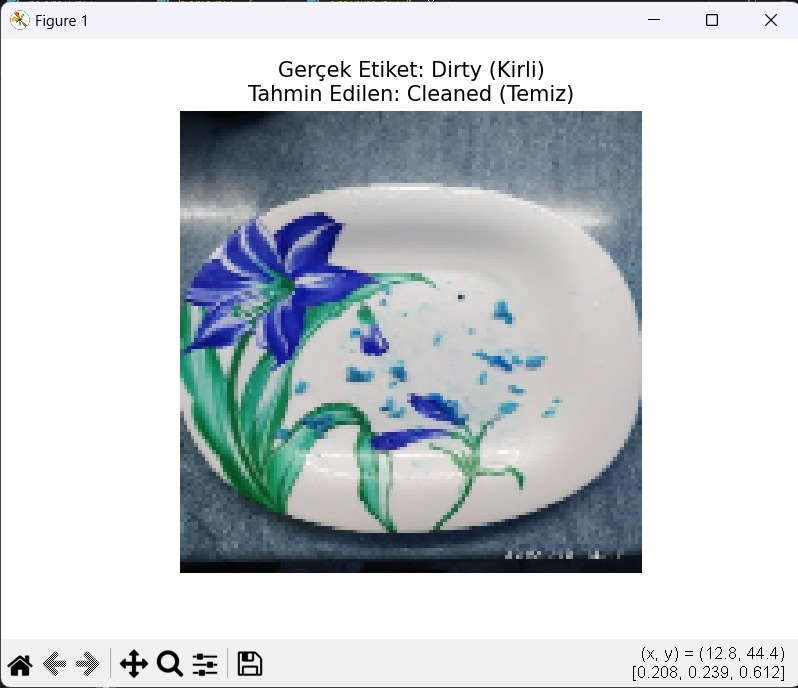 Figure 1
Gerçek Etiket: Dirty (Kirli)
Tahmin Edilen: Cleaned (Temiz)
(x, y) = (12.8, 44.4)
[0.208, 0.239, 0.612]